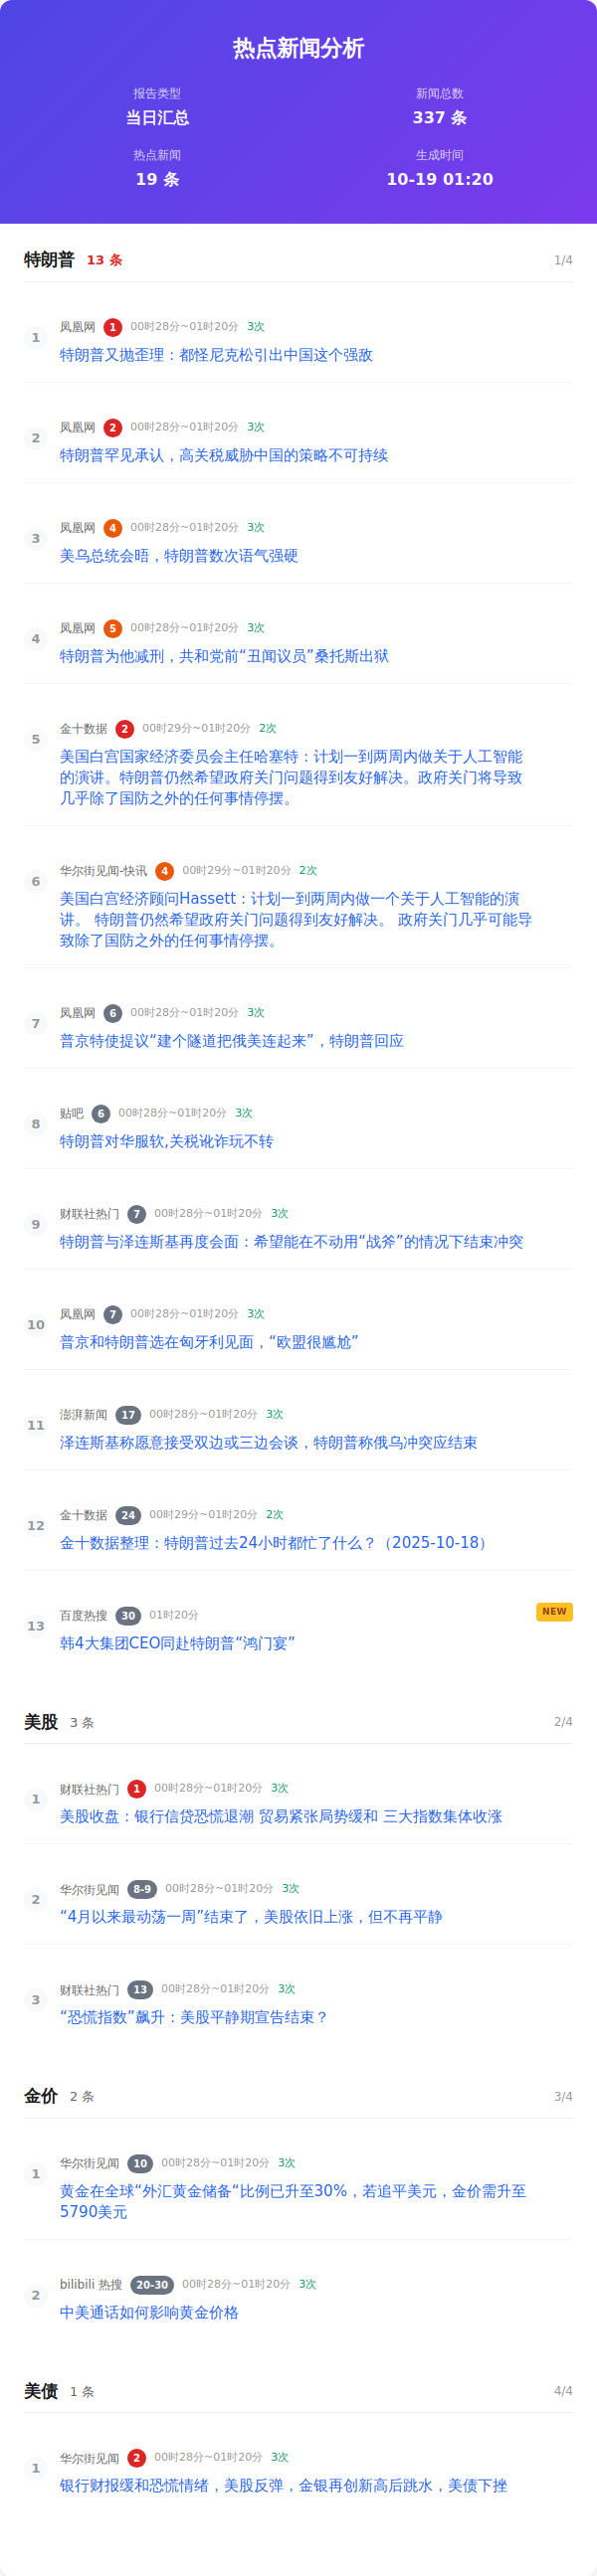 热点新闻分析
报告类型
当日汇总
新闻总数
337 条
热点新闻
19 条
生成时间
10-19 01:20
特朗普 13 条 1/4
1 凤凰网 1 00时28分~01时20分 3次
特朗普又抛歪理：都怪尼克松引出中国这个强敌
2 凤凰网 2 00时28分~01时20分 3次
特朗普罕见承认，高关税威胁中国的策略不可持续
3 凤凰网 4 00时28分~01时20分 3次
美乌总统会晤，特朗普数次语气强硬
4 凤凰网 5 00时28分~01时20分 3次
特朗普为他减刑，共和党前“丑闻议员”桑托斯出狱
5 金十数据 2 00时29分~01时20分 2次
美国白宫国家经济委员会主任哈塞特：计划一到两周内做关于人工智能
的演讲。特朗普仍然希望政府关门问题得到友好解决。政府关门将导致
几乎除了国防之外的任何事情停摆。
6 华尔街见闻-快讯 4 00时29分~01时20分 2次
美国白宫经济顾问Hassett：计划一到两周内做一个关于人工智能的演
讲。 特朗普仍然希望政府关门问题得到友好解决。 政府关门几乎可能导
致除了国防之外的任何事情停摆。
7 凤凰网 6 00时28分~01时20分 3次
普京特使提议“建个隧道把俄美连起来”，特朗普回应
8 贴吧 6 00时28分~01时20分 3次
特朗普对华服软,关税讹诈玩不转
9 财联社热门 7 00时28分~01时20分 3次
特朗普与泽连斯基再度会面：希望能在不动用“战斧”的情况下结束冲突
10 凤凰网 7 00时28分~01时20分 3次
普京和特朗普选在匈牙利见面，“欧盟很尴尬”
11 澎湃新闻 17 00时28分~01时20分 3次
泽连斯基称愿意接受双边或三边会谈，特朗普称俄乌冲突应结束
12 金十数据 24 00时29分~01时20分 2次
金十数据整理：特朗普过去24小时都忙了什么？（2025-10-18）
13 百度热搜 30 01时20分 NEW
韩4大集团CEO同赴特朗普“鸿门宴”
美股 3 条 2/4
1 财联社热门 1 00时28分~01时20分 3次
美股收盘：银行信贷恐慌退潮 贸易紧张局势缓和 三大指数集体收涨
2 华尔街见闻 8-9 00时28分~01时20分 3次
“4月以来最动荡一周”结束了，美股依旧上涨，但不再平静
3 财联社热门 13 00时28分~01时20分 3次
“恐慌指数”飙升：美股平静期宣告结束？
金价 2 条 3/4
1 华尔街见闻 10 00时28分~01时20分 3次
黄金在全球“外汇黄金储备“比例已升至30%，若追平美元，金价需升至
5790美元
2 bilibili 热搜 20-30 00时28分~01时20分 3次
中美通话如何影响黄金价格
美债 1 条 4/4
1 华尔街见闻 2 00时28分~01时20分 3次
银行财报缓和恐慌情绪，美股反弹，金银再创新高后跳水，美债下挫